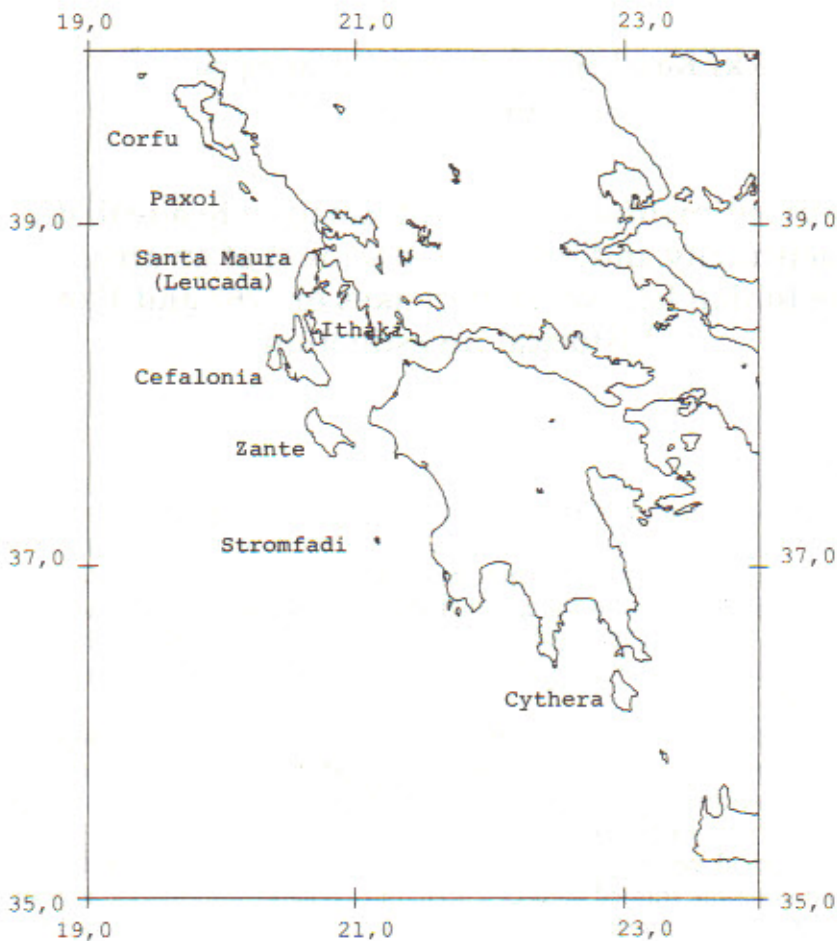 19,0 21,0 23,0
Corfu
Paxoi
39,0 39,0
Santa Maura
(Leucada)
Ithaki
Cefalonia
Zante
Stromfadi
37,0 37,0
Cythera
35,0 35,0
19,0 21,0 23,0